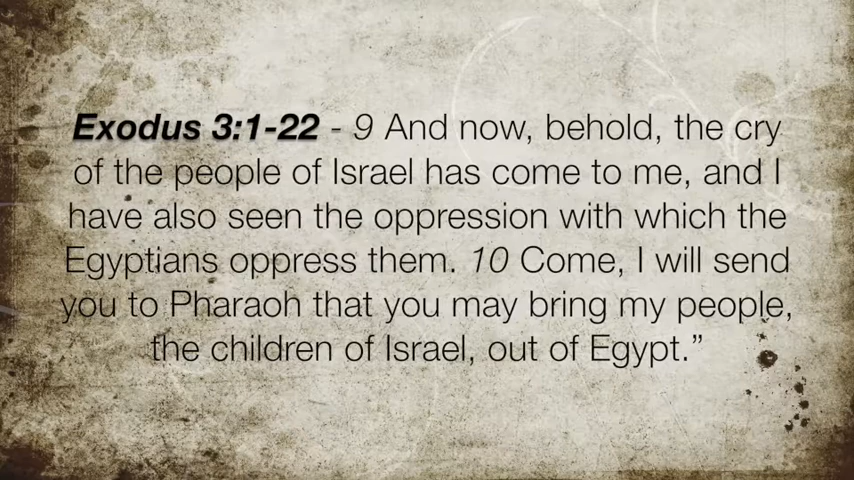 Exodus 3:1-22 - 9 And now, behold, the cry
of the people of Israel has come to me, and I
have also seen the oppression with which the
Egyptians oppress them. 10 Come, I will send
you to Pharaoh that you may bring my people,
the children of Israel, out of Egypt.”